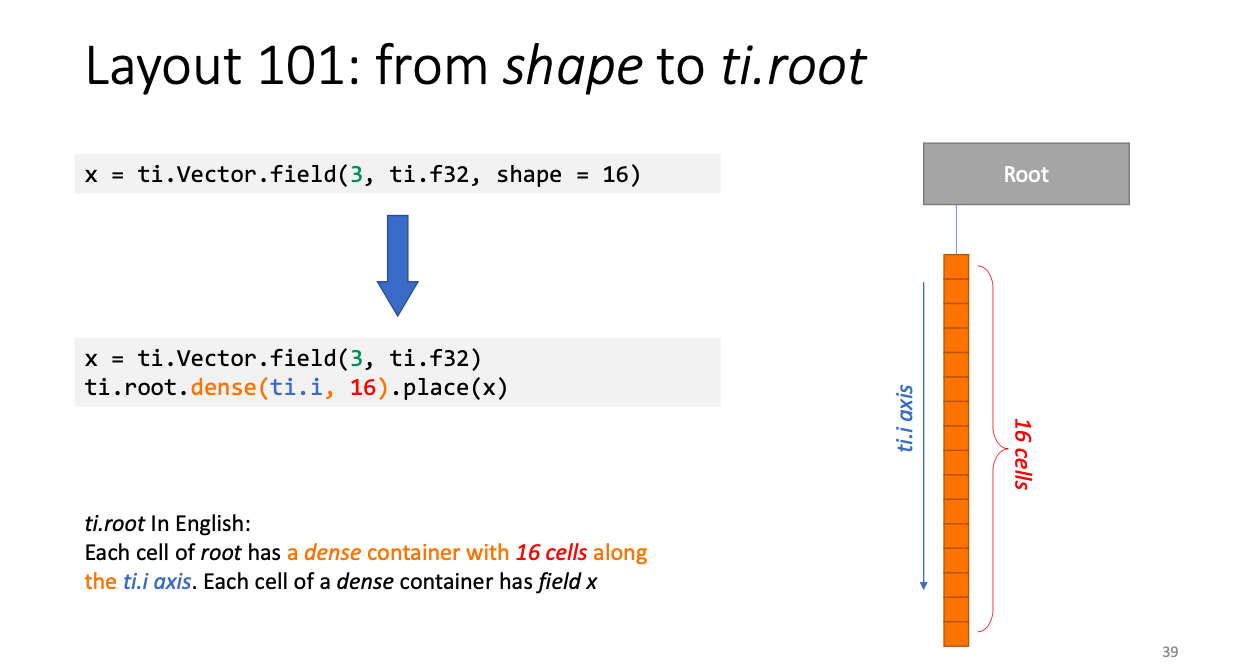 Layout 101: from shape to ti.root
x = ti.Vector.field(3, ti.f32, shape = 16)
Root
x = ti.Vector.field(3, ti.f32)
ti.root.dense(ti.i, 16).place(x)
ti.i axis
16 cells
ti.root In English:
Each cell of root has a dense container with 16 cells along
the ti.i axis. Each cell of a dense container has field x
39